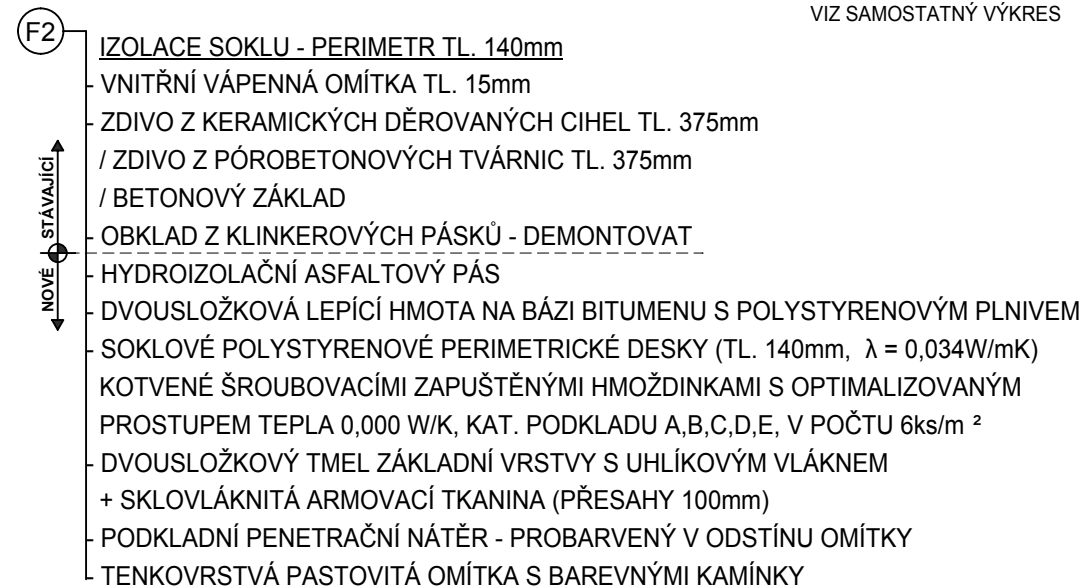 VIZ SAMOSTATNÝ VÝKRES
F2
IZOLACE SOKLU - PERIMETR TL. 140mm
- VNITŘNÍ VÁPENNÁ OMÍTKA TL. 15mm
- ZDIVO Z KERAMICKÝCH DĚROVANÝCH CIHEL TL. 375mm
/ ZDIVO Z PÓROBETONOVÝCH TVÁRNIC TL. 375mm
/ BETONOVÝ ZÁKLAD
- OBKLAD Z KLINKEROVÝCH PÁSKŮ - DEMONTOVAT
STÁVAJÍCÍ
NOVÉ
- HYDROIZOLAČNÍ ASFALTOVÝ PÁS
- DVOUSLOŽKOVÁ LEPÍCÍ HMOTA NA BÁZI BITUMENU S POLYSTYRENOVÝM PLNIVEM
- SOKLOVÉ POLYSTYRENOVÉ PERIMETRICKÉ DESKY (TL. 140mm, λ = 0,034W/mK)
KOTVENÉ ŠROUBOVACÍMI ZAPUŠTĚNÝMI HMOŽDINKAMI S OPTIMALIZOVANÝM
PROSTUPEM TEPLA 0,000 W/K, KAT. PODKLADU A,B,C,D,E, V POČTU 6ks/m ²
- DVOUSLOŽKOVÝ TMEL ZÁKLADNÍ VRSTVY S UHLÍKOVÝM VLÁKNEM
+ SKLOVLÁKNITÁ ARMOVACÍ TKANINA (PŘESAHY 100mm)
- PODKLADNÍ PENETRAČNÍ NÁTĚR - PROBARVENÝ V ODSTÍNU OMÍTKY
- TENKOVRSTVÁ PASTOVITÁ OMÍTKA S BAREVNÝMI KAMÍNKY